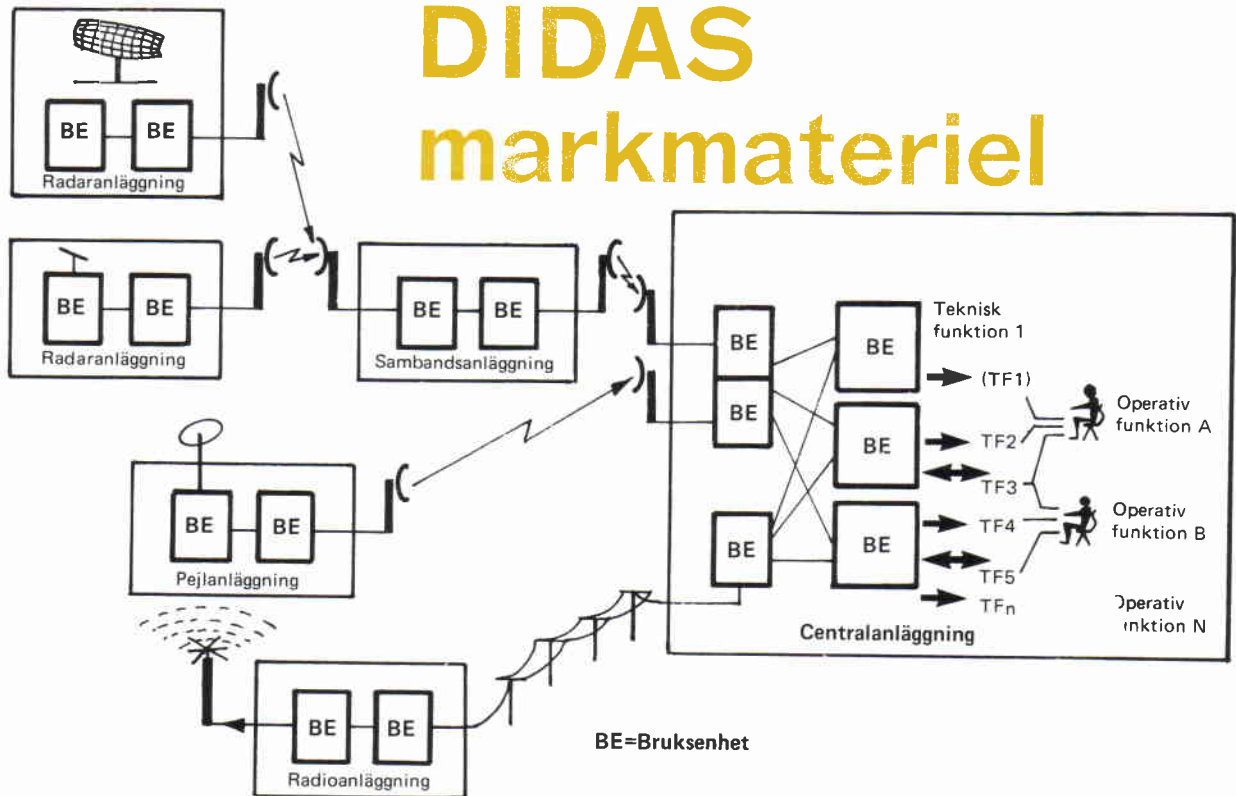 DIDAS
markmateriel
BE BE
Radaranläggning
BE BE
Radaranläggning
BE BE
Sambandsanläggning
BE BE
Pejlanläggning
BE BE
Radioanläggning
BE
BE
BE
BE
BE
BE
Teknisk
funktion 1
(TF1)
TF2
TF3
TF4
TF5
TFn
Operativ
funktion A
Operativ
funktion B
Operativ
funktion N
Centralanläggning
BE=Bruksenhet